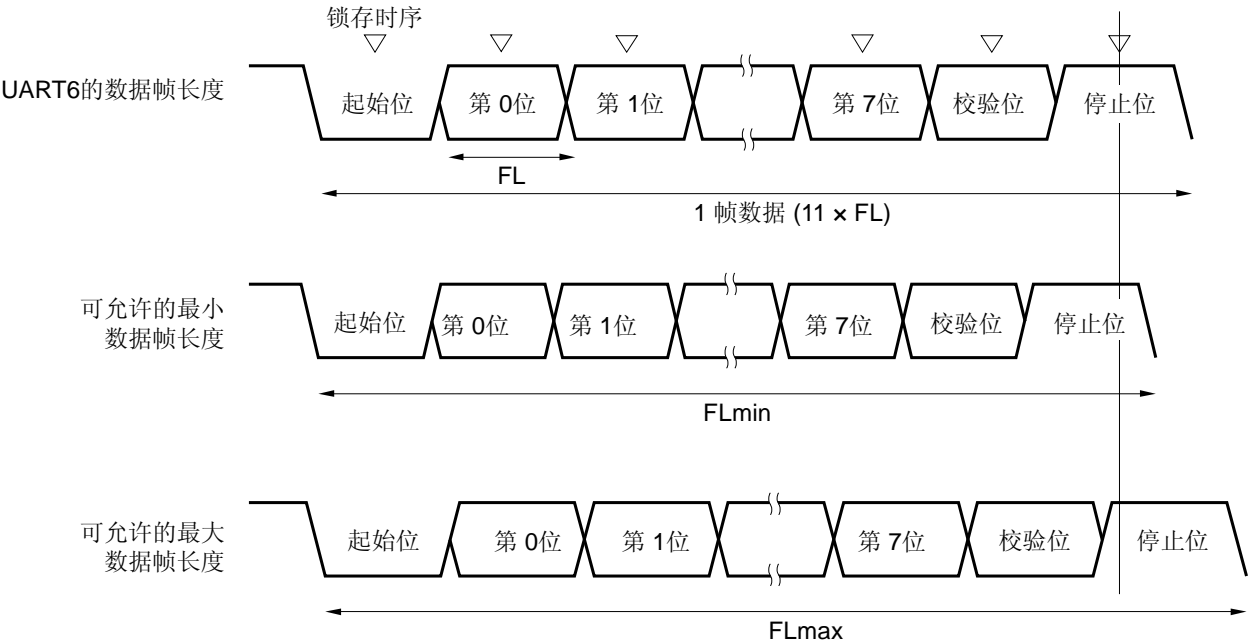 锁存时序
UART6的数据帧长度
起始位 第 0位 第 1位 第 7位 校验位 停止位
FL
1 帧数据 (11 × FL)
可允许的最小
数据帧长度
起始位 第 0位 第 1位 第 7位 校验位 停止位
FLmin
可允许的最大
数据帧长度
起始位 第 0位 第 1位 第 7位 校验位 停止位
FLmax